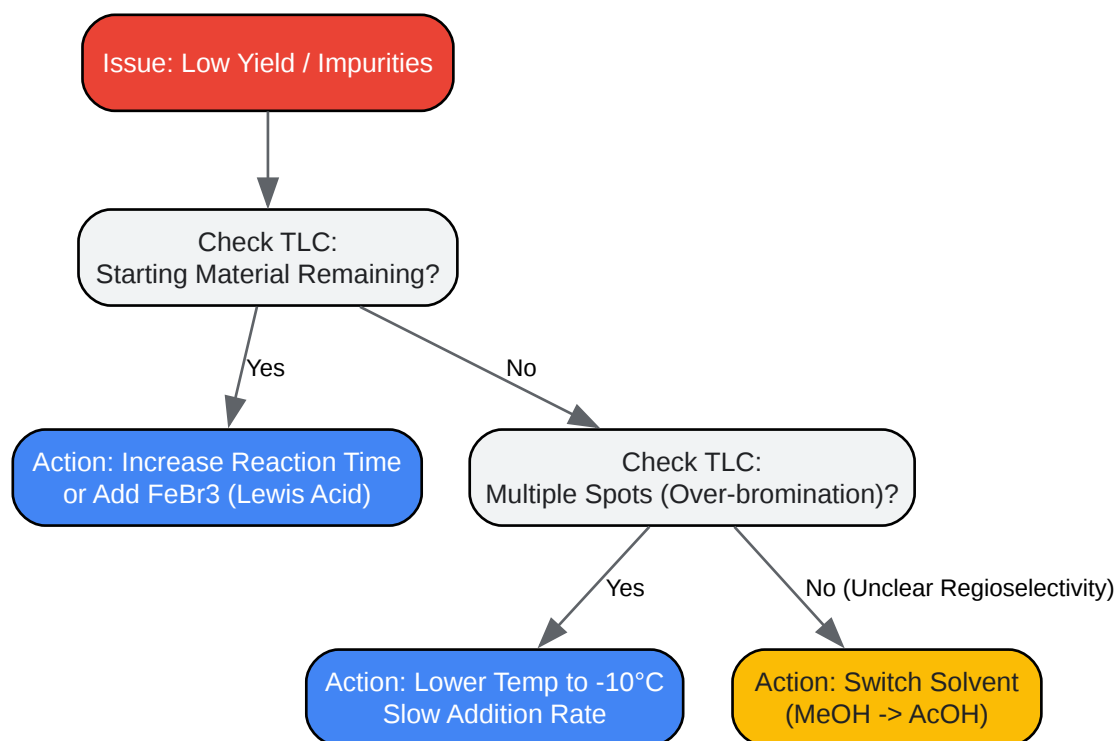 Issue: Low Yield / Impurities
Check TLC:
Starting Material Remaining?
Yes
No
Action: Increase Reaction Time
or Add FeBr3 (Lewis Acid)
Check TLC:
Multiple Spots (Over-bromination)?
Yes
No (Unclear Regioselectivity)
Action: Lower Temp to -10°C
Slow Addition Rate
Action: Switch Solvent
(MeOH -> AcOH)